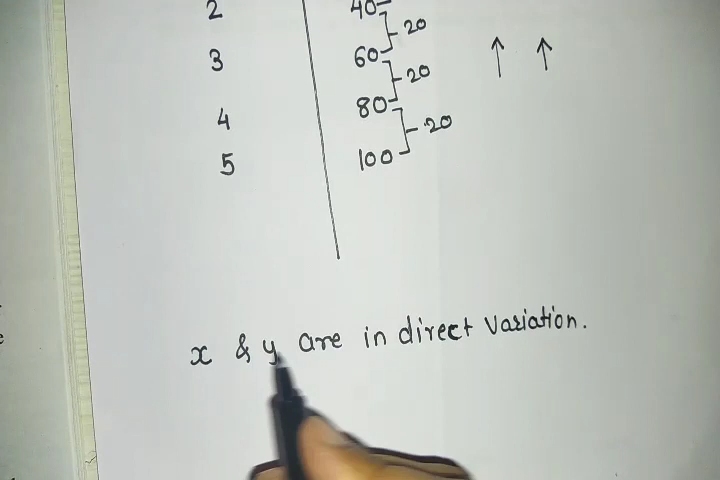 2 40 20
3 60 20
4 80 20
5 100
x & y are in direct variation.